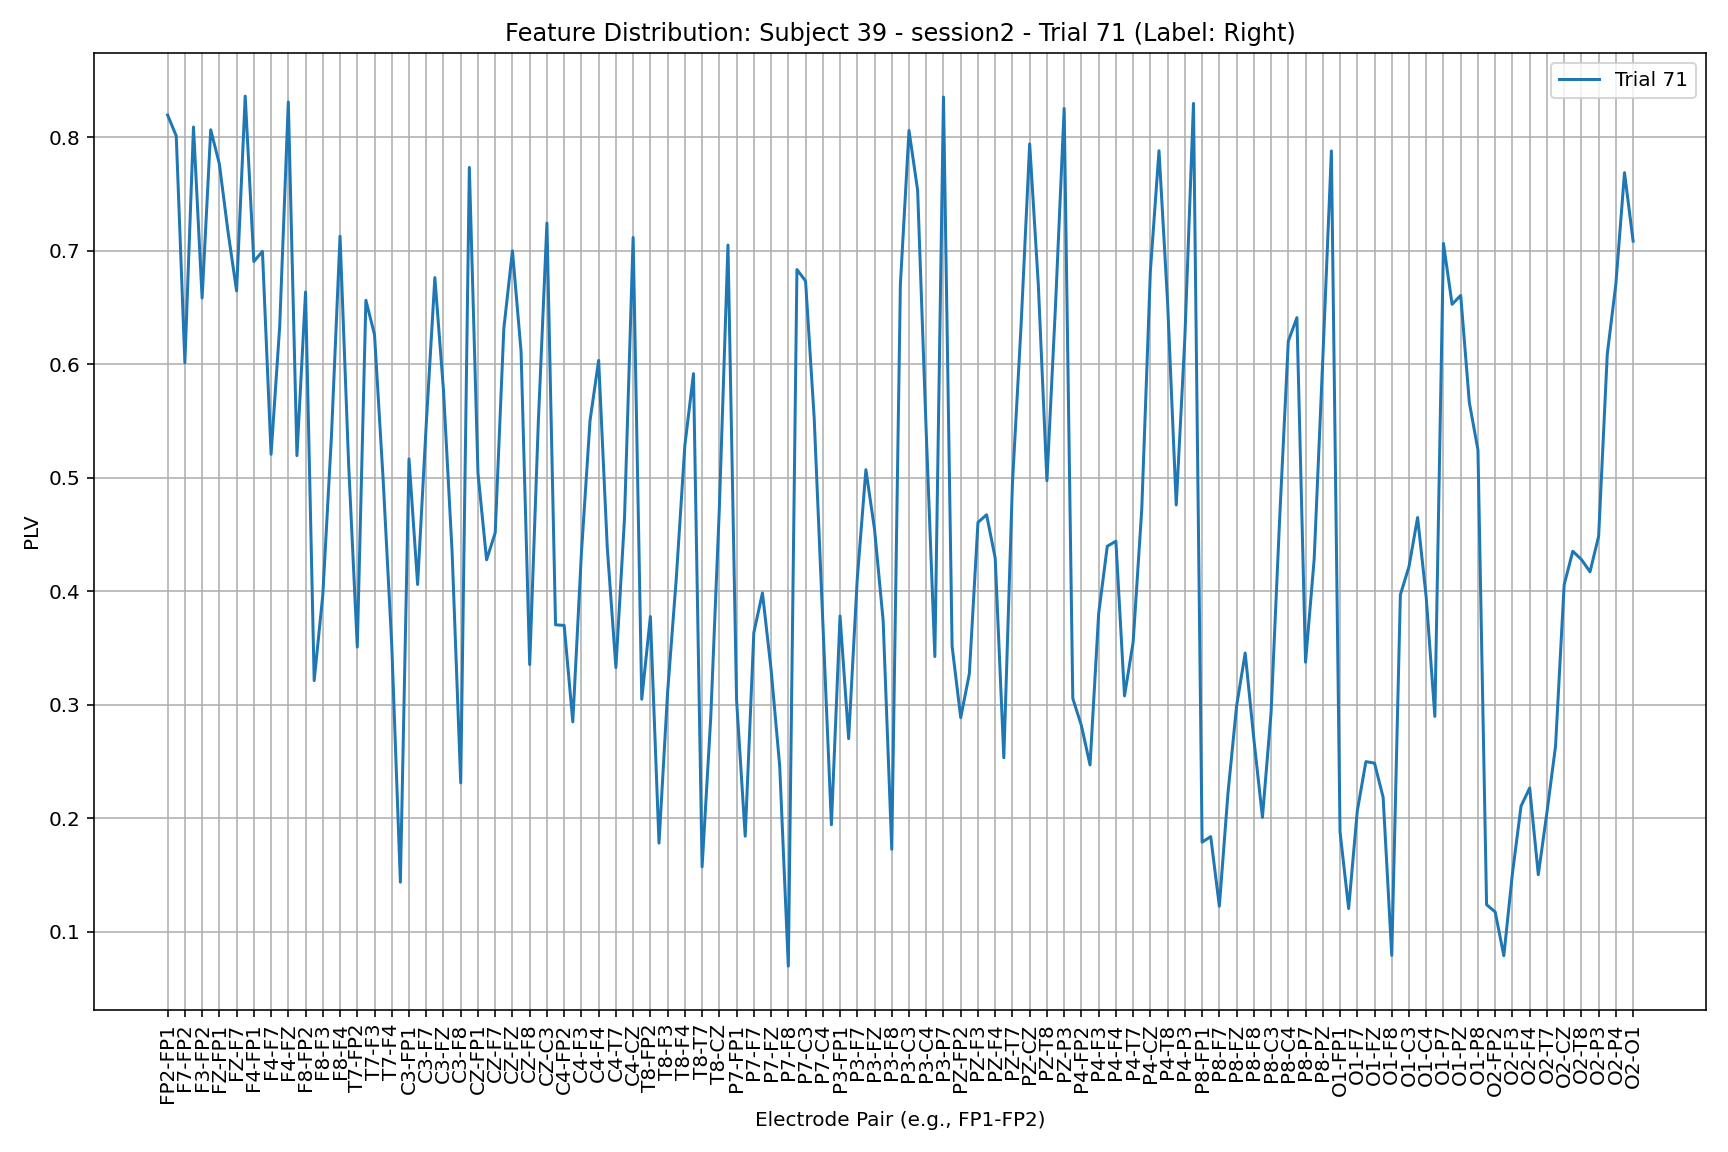 Feature Distribution: Subject 39 - session2 - Trial 71 (Label: Right)
Trial 71
PLV
0.8
0.7
0.6
0.5
0.4
0.3
0.2
0.1
FP2-FP1
F7-FP2
F3-FP2
FZ-FP1
FZ-F7
F4-FP1
F4-F7
F4-FZ
F8-FP2
F8-F3
F8-F4
T7-FP2
T7-F3
T7-F4
C3-FP1
C3-F7
C3-FZ
C3-F8
CZ-FP1
CZ-F7
CZ-FZ
CZ-F8
CZ-C3
C4-FP2
C4-F3
C4-F4
C4-T7
C4-CZ
T8-FP2
T8-F3
T8-F4
T8-T7
T8-CZ
P7-FP1
P7-F7
P7-FZ
P7-F8
P7-C3
P7-C4
P3-FP1
P3-F7
P3-FZ
P3-F8
P3-C3
P3-C4
P3-P7
PZ-FP2
PZ-F3
PZ-F4
PZ-T7
PZ-CZ
PZ-T8
PZ-P3
P4-FP2
P4-F3
P4-F4
P4-T7
P4-CZ
P4-T8
P4-P3
P8-FP1
P8-F7
P8-FZ
P8-F8
P8-C3
P8-C4
P8-P7
P8-PZ
O1-FP1
O1-F7
O1-FZ
O1-F8
O1-C3
O1-C4
O1-P7
O1-PZ
O1-P8
O2-FP2
O2-F3
O2-F4
O2-T7
O2-CZ
O2-T8
O2-P3
O2-P4
O2-O1
Electrode Pair (e.g., FP1-FP2)